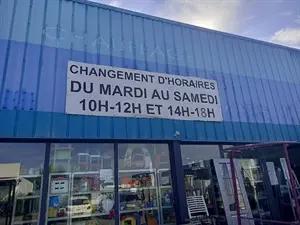 CHANGEMENT D'HORAIRES
DU MARDI AU SAMEDI
10H-12H ET 14H-18H